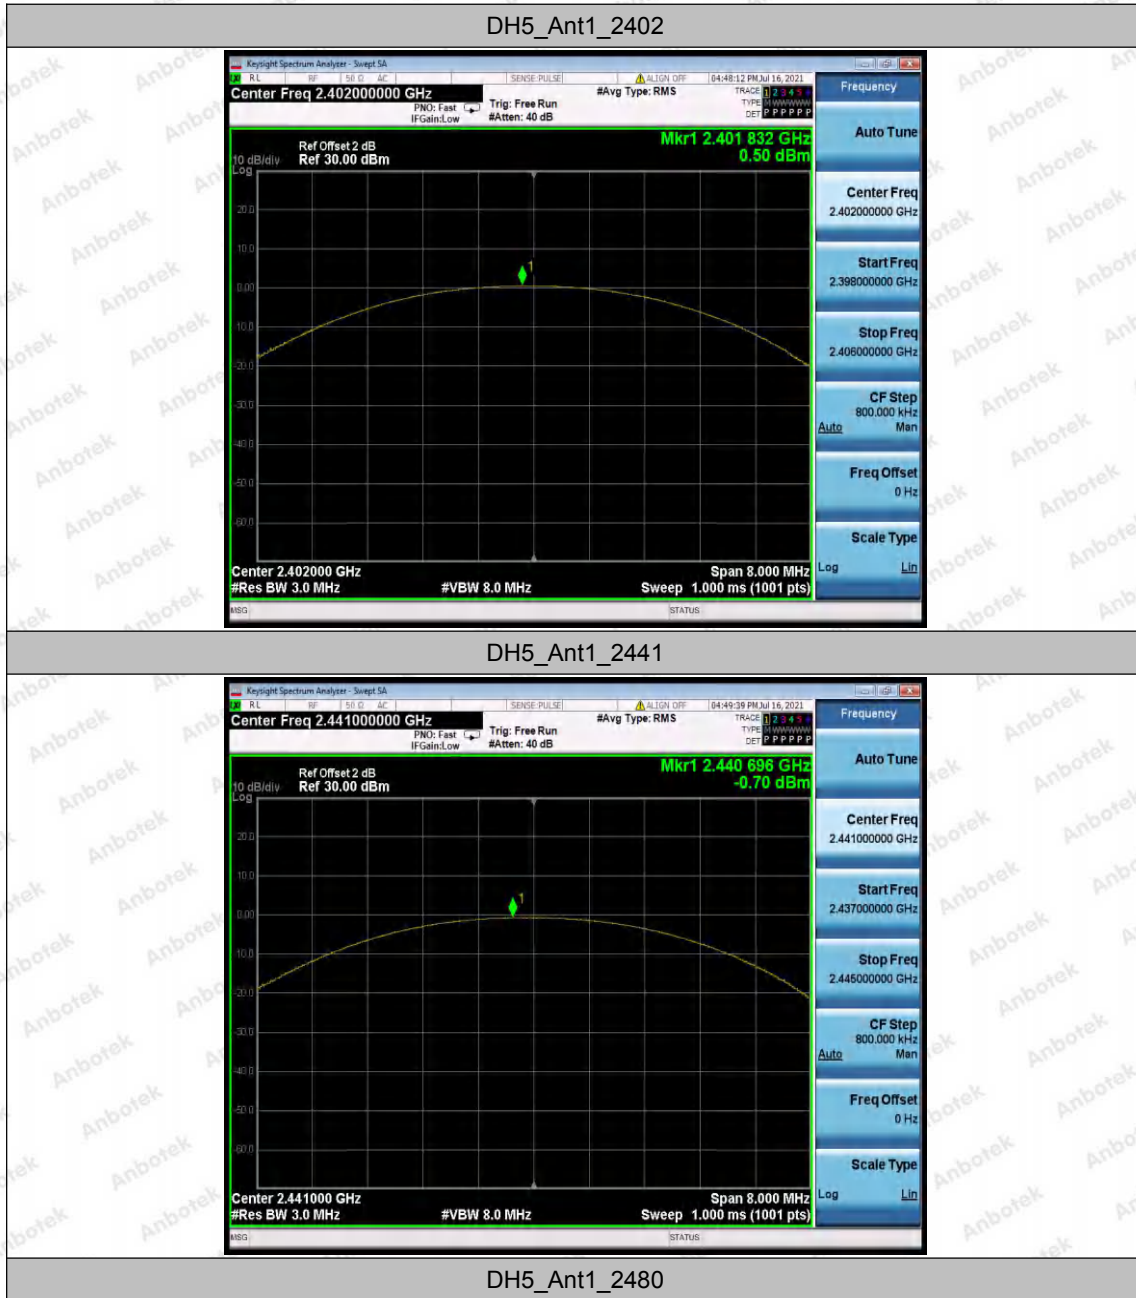 DH5_Ant1_2402
Keysight Spectrum Analyzer - Swept SA
RL RF 50 Ω AC SENSE:PULSE ALIGN OFF 04:48:12 PM Jul 16, 2021
Center Freq 2.402000000 GHz
#Avg Type: RMS
TRACE 1 2 3 4 5 6
PNO: Fast Trig: Free Run
TYPE M WWWWW
IFGain:Low #Atten: 40 dB
DET P P P P P P
Mkr1 2.401 832 GHz
0.50 dBm
Ref Offset 2 dB
10 dB/div Ref 30.00 dBm
Log
20.0
10.0
1
0.00
-10.0
-20.0
-30.0
-40.0
-50.0
-60.0
Center 2.402000 GHz Span 8.000 MHz
#Res BW 3.0 MHz #VBW 8.0 MHz Sweep 1.000 ms (1001 pts)
MSG STATUS
Frequency
Auto Tune
Center Freq
2.402000000 GHz
Start Freq
2.398000000 GHz
Stop Freq
2.406000000 GHz
CF Step
800.000 kHz
Auto Man
Freq Offset
0 Hz
Scale Type
Log Lin
DH5_Ant1_2441
Keysight Spectrum Analyzer - Swept SA
RL RF 50 Ω AC SENSE:PULSE ALIGN OFF 04:49:39 PM Jul 16, 2021
Center Freq 2.441000000 GHz
#Avg Type: RMS
TRACE 1 2 3 4 5 6
PNO: Fast Trig: Free Run
TYPE M WWWWW
IFGain:Low #Atten: 40 dB
DET P P P P P P
Mkr1 2.440 696 GHz
-0.70 dBm
Ref Offset 2 dB
10 dB/div Ref 30.00 dBm
Log
20.0
10.0
1
0.00
-10.0
-20.0
-30.0
-40.0
-50.0
-60.0
Center 2.441000 GHz Span 8.000 MHz
#Res BW 3.0 MHz #VBW 8.0 MHz Sweep 1.000 ms (1001 pts)
MSG STATUS
Frequency
Auto Tune
Center Freq
2.441000000 GHz
Start Freq
2.437000000 GHz
Stop Freq
2.445000000 GHz
CF Step
800.000 kHz
Auto Man
Freq Offset
0 Hz
Scale Type
Log Lin
DH5_Ant1_2480
Anbotek